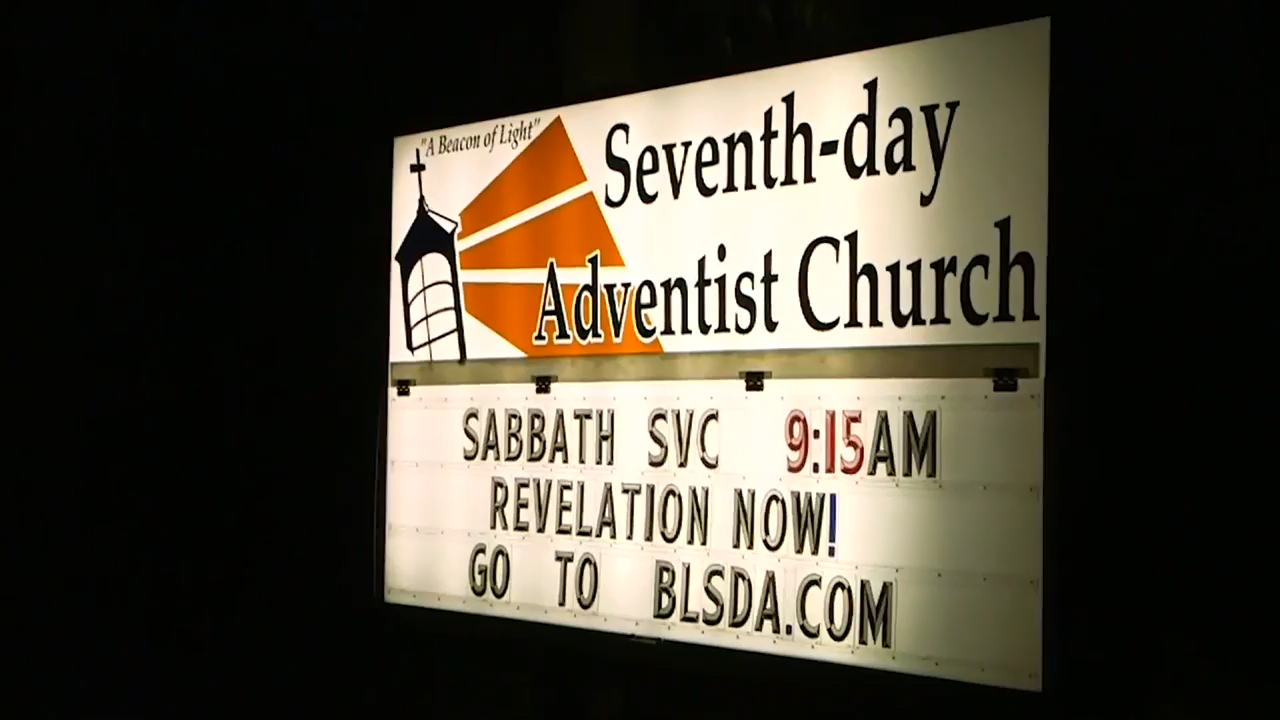 "A Beacon of Light"
Seventh-day
Adventist Church
SABBATH SVC 9:15AM
REVELATION NOW!
GO TO BLSDA.COM